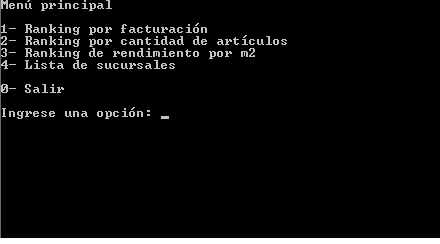 Menú principal
1- Ranking por facturación
2- Ranking por cantidad de artículos
3- Ranking de rendimiento por m2
4- Lista de sucursales
0- Salir
Ingrese una opción: _